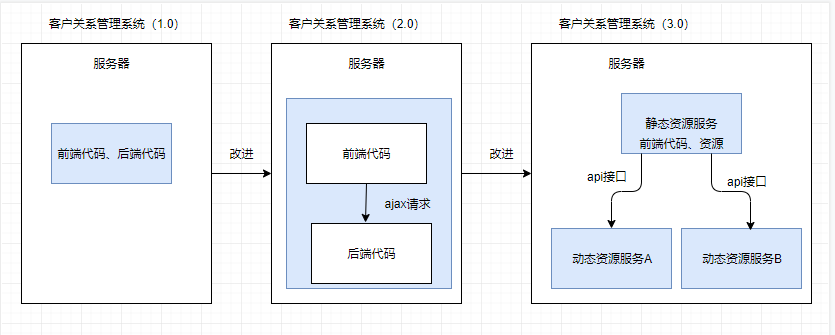 客户关系管理系统（1.0）
客户关系管理系统（2.0）
客户关系管理系统（3.0）
服务器
服务器
服务器
前端代码、后端代码
改进
前端代码
ajax请求
后端代码
改进
静态资源服务
前端代码、资源
api接口
api接口
动态资源服务A
动态资源服务B